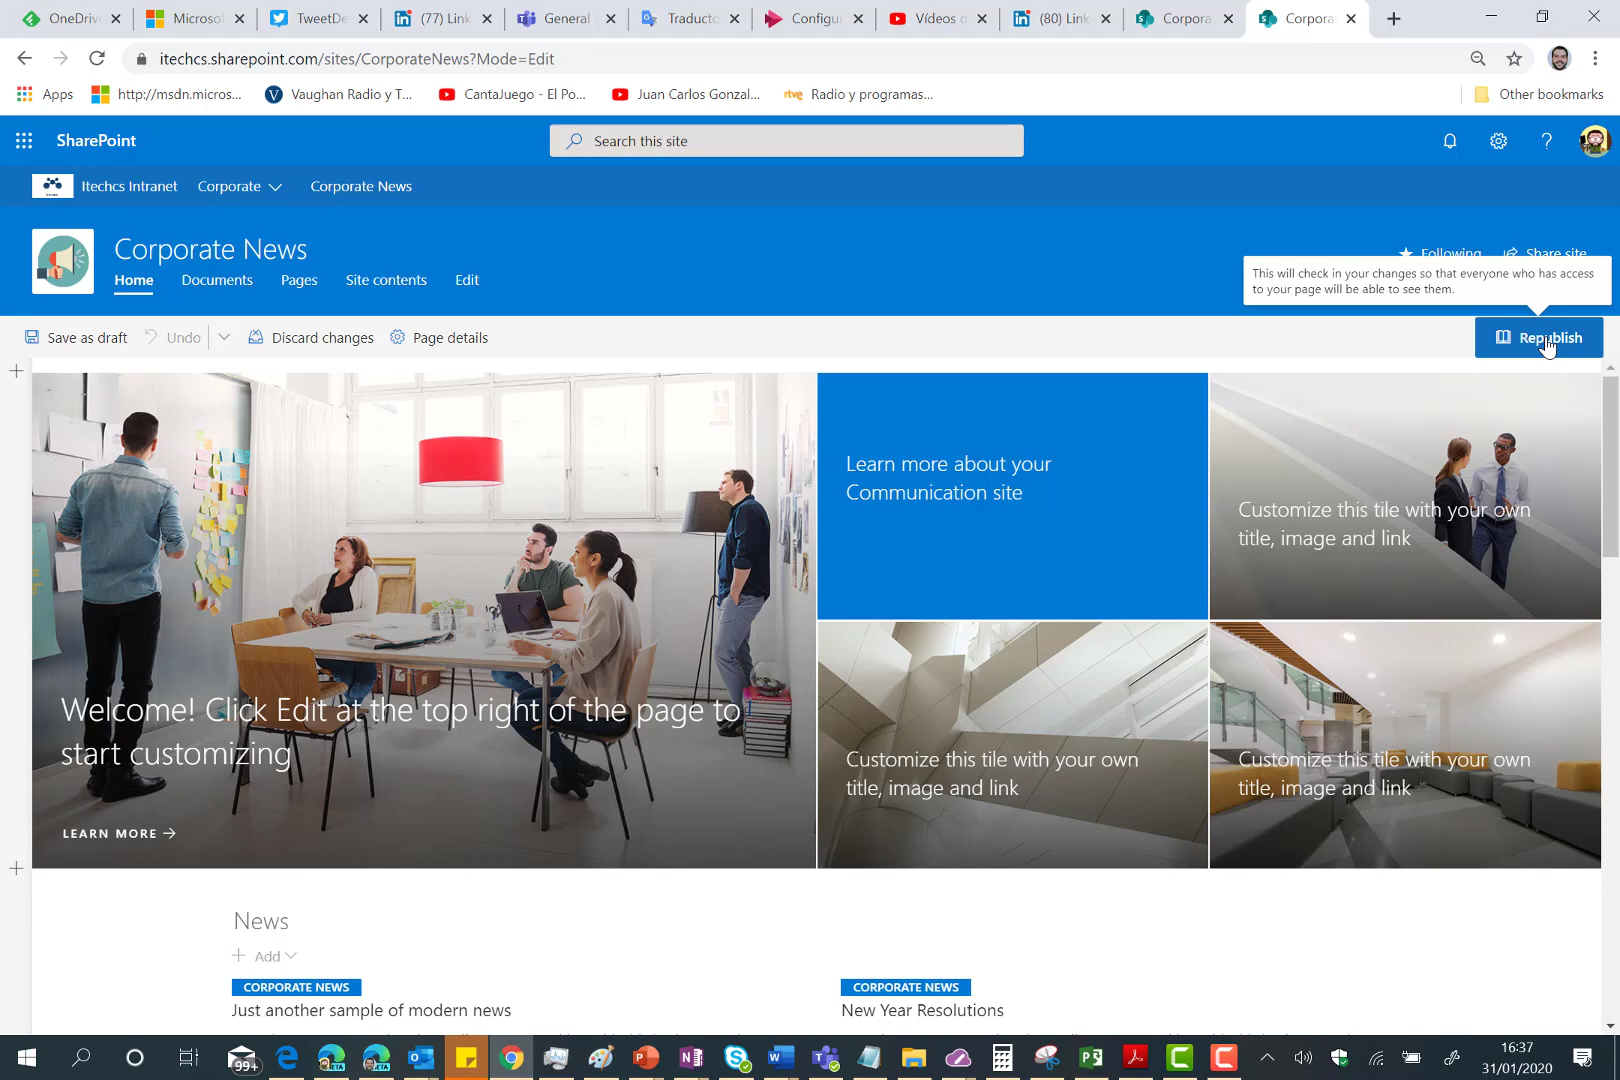 OneDriv
Microsof
TweetDe
(77) Link
General
Traducto
Configur
Vídeos d
(80) Link
Corpora
Corpora
itechcs.sharepoint.com/sites/CorporateNews?Mode=Edit
Apps
http://msdn.micros...
Vaughan Radio y T...
CantaJuego - El Po...
Juan Carlos Gonzal...
rtve Radio y programas...
Other bookmarks
SharePoint
Search this site
Itechcs Intranet
Corporate
Corporate News
Corporate News
Following
Share site
Home
Documents
Pages
Site contents
Edit
This will check in your changes so that everyone who has access
to your page will be able to see them.
Save as draft
Undo
Discard changes
Page details
Republish
Welcome! Click Edit at the top right of the page to
start customizing
LEARN MORE →
Learn more about your
Communication site
Customize this tile with your own
title, image and link
Customize this tile with your own
title, image and link
Customize this tile with your own
title, image and link
News
+ Add
CORPORATE NEWS
Just another sample of modern news
CORPORATE NEWS
New Year Resolutions
99+
BETA
BETA
16:37
31/01/2020